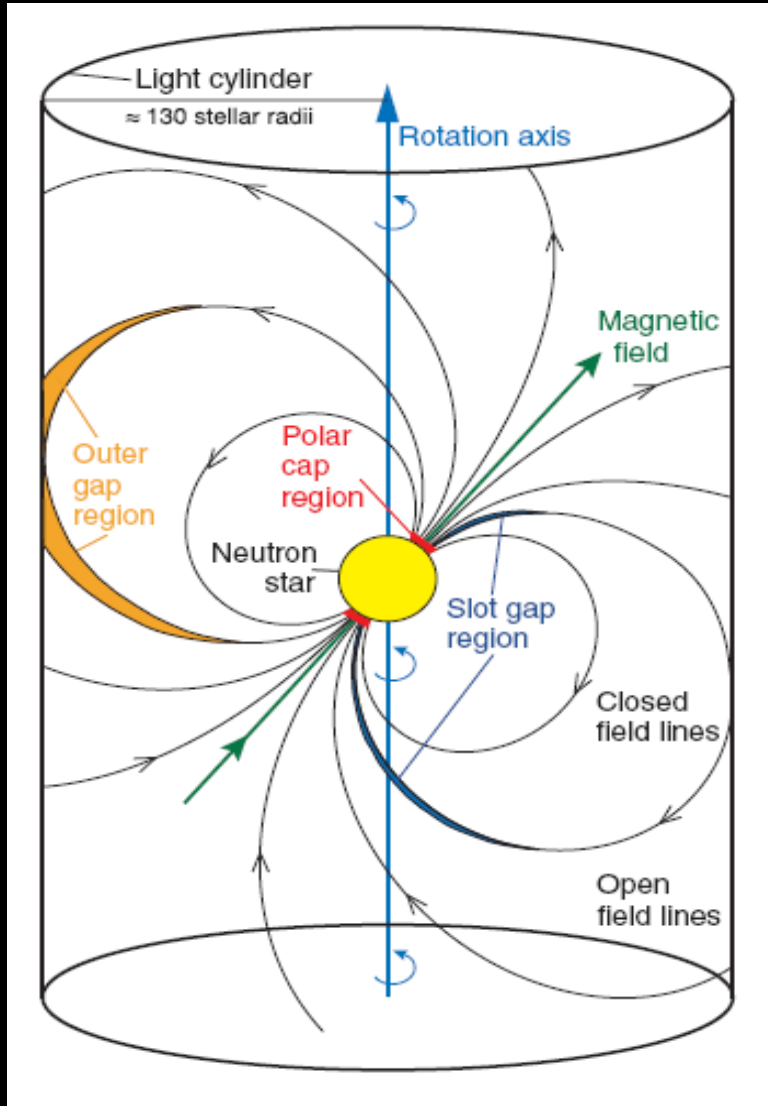 Light cylinder
≈ 130 stellar radii
Rotation axis
Magnetic
field
Outer
gap
region
Polar
cap
region
Neutron
star
Slot gap
region
Closed
field lines
Open
field lines